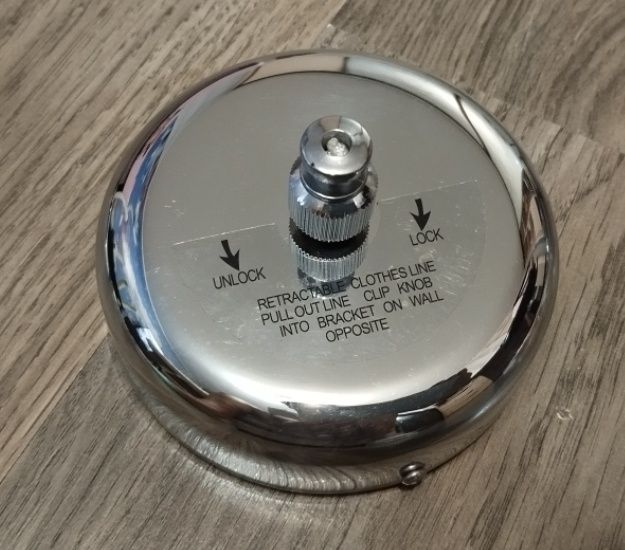 UNLOCK
LOCK
RETRACTABLE CLOTHES LINE
PULL OUT LINE CLIP KNOB
INTO BRACKET ON WALL
OPPOSITE